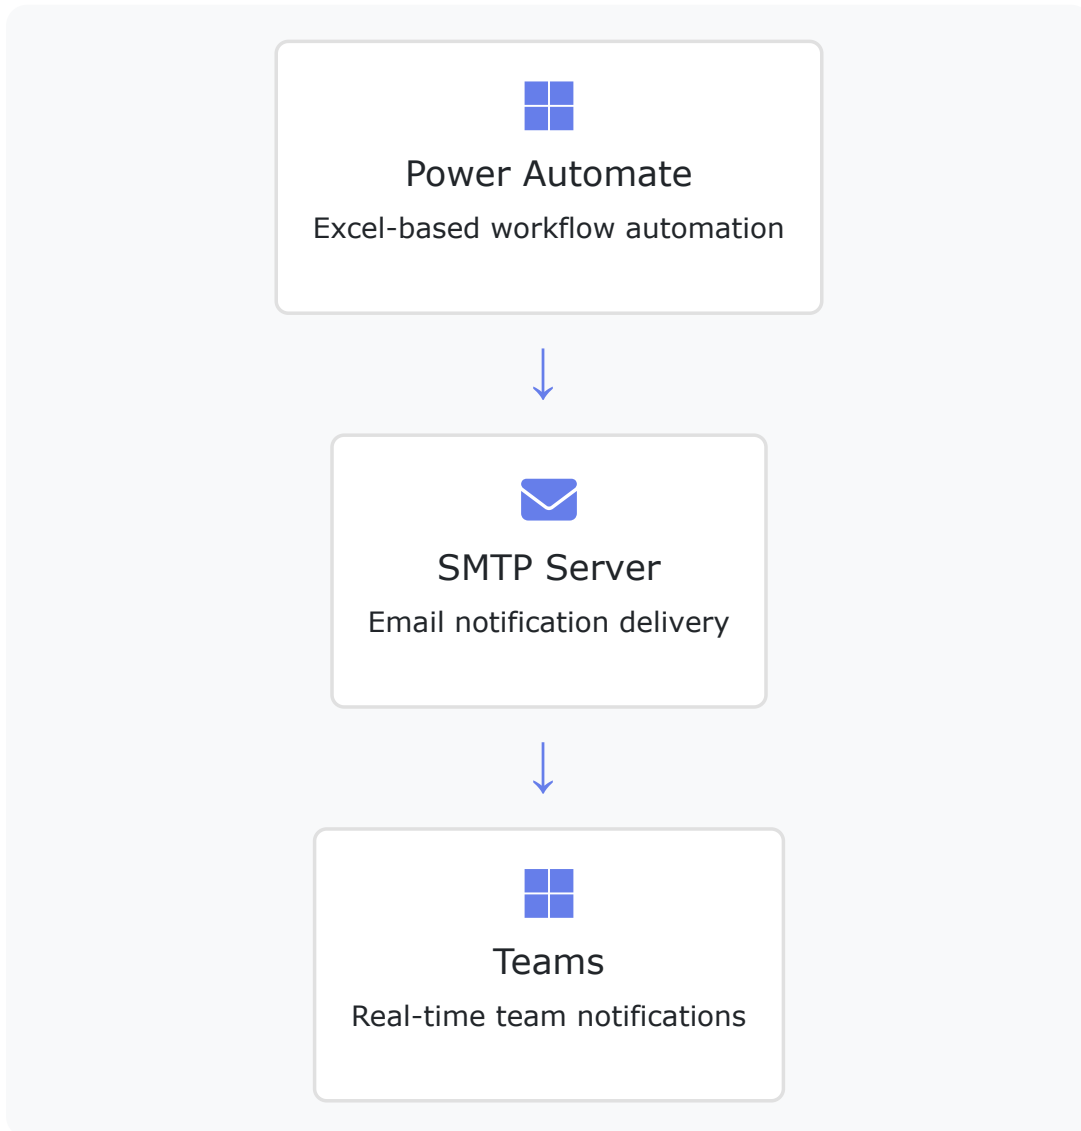 Power Automate
Excel-based workflow automation
↓
SMTP Server
Email notification delivery
↓
Teams
Real-time team notifications